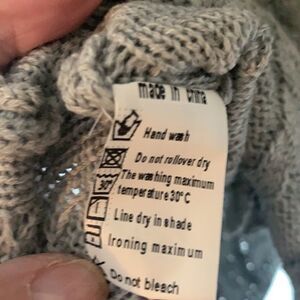 made in china
Hand wash
Do not rollover dry
The washing maximum
30°
temperature 30°C
Line dry in shade
Ironing maximum
Do not bleach